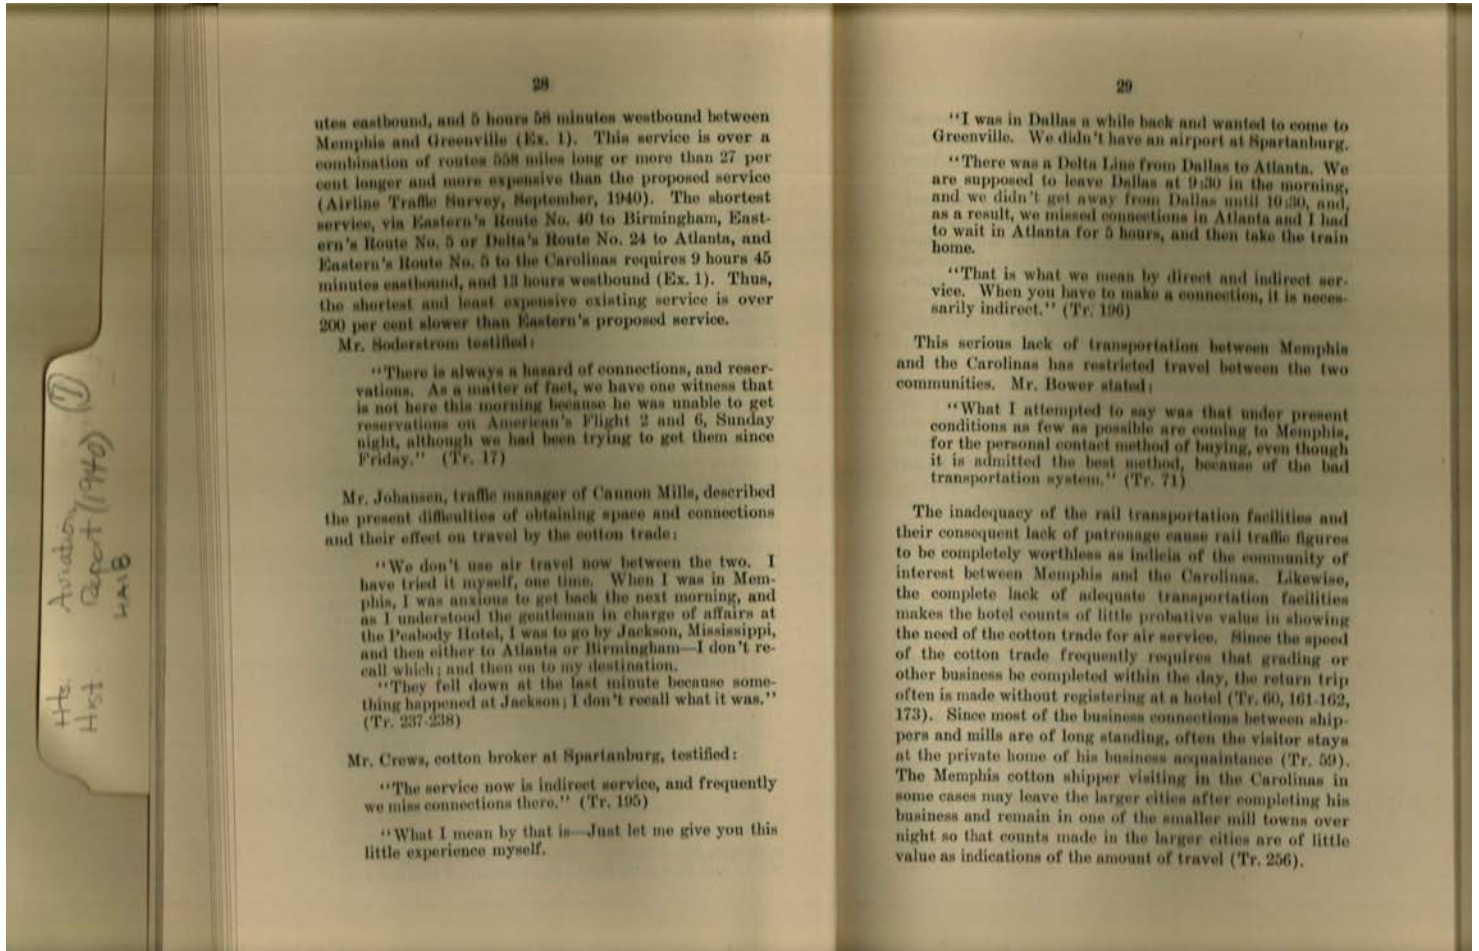 Hts. Aviation (7)
Hist. Report (1940)
28
utes eastbound, and 5 hours 58 minutes westbound between
Memphis and Greenville (Ex. 1). This service is over a
combination of routes 558 miles long or more than 27 per
cent longer and more expensive than the proposed service
(Airline Traffic Survey, September, 1940). The shortest
service, via Eastern's Route No. 40 to Birmingham, East-
ern's Route No. 5 or Delta's Route No. 24 to Atlanta, and
Eastern's Route No. 5 to the Carolinas requires 9 hours 45
minutes eastbound, and 13 hours westbound (Ex. 1). Thus,
the shortest and least expensive existing service is over
200 per cent slower than Eastern's proposed service.
Mr. Soderstrom testified:
"There is always a hazard of connections, and reser-
vations. As a matter of fact, we have one witness that
is not here this morning because he was unable to get
reservations on American's Flight 2 and 6, Sunday
night, although we had been trying to get them since
Friday." (Tr. 17)
Mr. Johansen, traffic manager of Cannon Mills, described
the present difficulties of obtaining space and connections
and their effect on travel by the cotton trade:
"We don't use air travel now between the two. I
have tried it myself, one time. When I was in Mem-
phis, I was anxious to get back the next morning, and
as I understood the gentleman in charge of affairs at
the Peabody Hotel, I was to go by Jackson, Mississippi,
and then either to Atlanta or Birmingham—I don't re-
call which; and then on to my destination.
"They fell down at the last minute because some-
thing happened at Jackson; I don't recall what it was."
(Tr. 237-238)
Mr. Crews, cotton broker at Spartanburg, testified:
"The service now is indirect service, and frequently
we miss connections there." (Tr. 195)
"What I mean by that is—Just let me give you this
little experience myself.
29
"I was in Dallas a while back and wanted to come to
Greenville. We didn't have an airport at Spartanburg.
"There was a Delta Line from Dallas to Atlanta. We
are supposed to leave Dallas at 9:30 in the morning,
and we didn't get away from Dallas until 10:30, and,
as a result, we missed connections in Atlanta and I had
to wait in Atlanta for 5 hours, and then take the train
home.
"That is what we mean by direct and indirect ser-
vice. When you have to make a connection, it is neces-
sarily indirect." (Tr. 196)
This serious lack of transportation between Memphis
and the Carolinas has restricted travel between the two
communities. Mr. Bower stated:
"What I attempted to say was that under present
conditions as few as possible are coming to Memphis,
for the personal contact method of buying, even though
it is admitted the best method, because of the bad
transportation system." (Tr. 71)
The inadequacy of the rail transportation facilities and
their consequent lack of patronage cause rail traffic figures
to be completely worthless as indicia of the community of
interest between Memphis and the Carolinas. Likewise,
the complete lack of adequate transportation facilities
makes the hotel counts of little probative value in showing
the need of the cotton trade for air service. Since the speed
of the cotton trade frequently requires that grading or
other business be completed within the day, the return trip
often is made without registering at a hotel (Tr. 60, 161-162,
173). Since most of the business connections between ship-
pers and mills are of long standing, often the visitor stays
at the private home of his business acquaintance (Tr. 59).
The Memphis cotton shipper visiting in the Carolinas in
some cases may leave the larger cities after completing his
business and remain in one of the smaller mill towns over
night so that counts made in the larger cities are of little
value as indications of the amount of travel (Tr. 256).